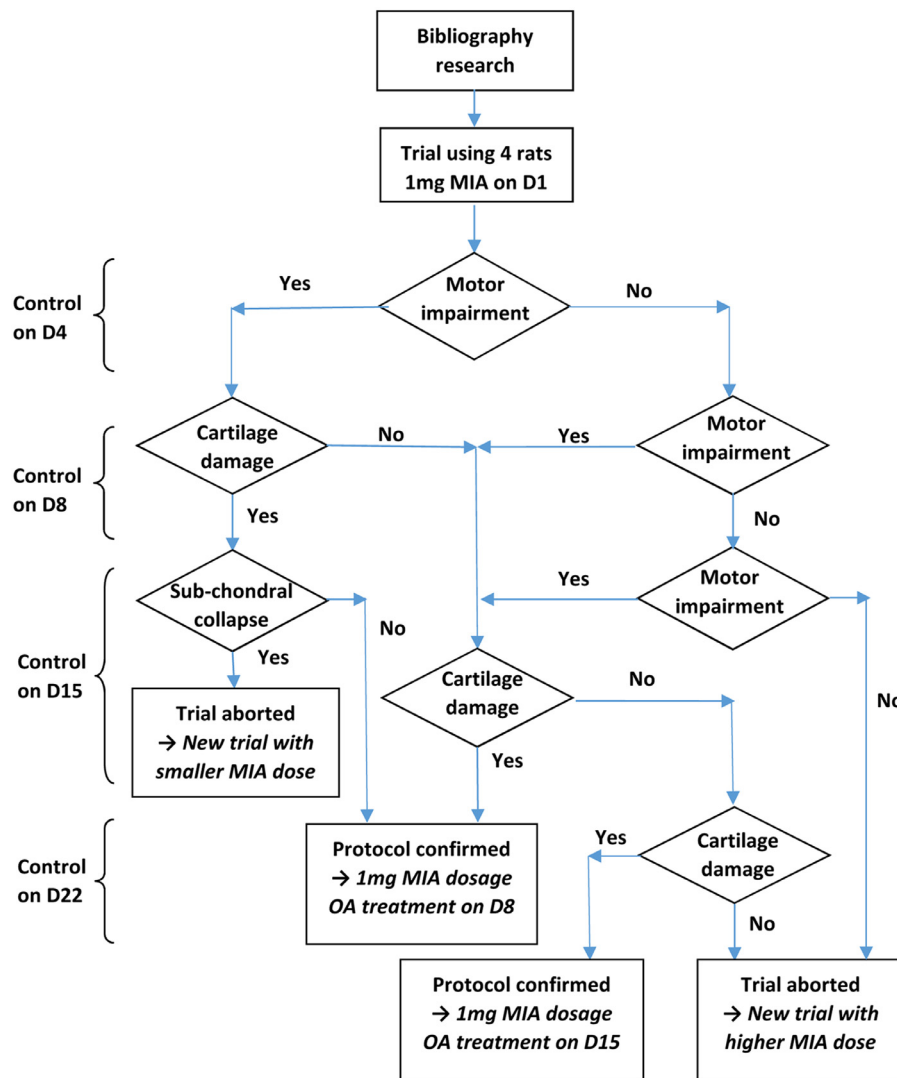 Bibliography
research
Trial using 4 rats
1mg MIA on D1
Control
on D4
Yes
Motor
impairment
No
Control
on D8
Cartilage
damage
No
Yes
Motor
impairment
Yes
No
Control
on D15
Sub-chondral
collapse
No
Yes
Yes
Motor
impairment
No
Trial aborted
→ New trial with
smaller MIA dose
Cartilage
damage
No
Yes
Control
on D22
Protocol confirmed
→ 1mg MIA dosage
OA treatment on D8
Yes
Cartilage
damage
No
Protocol confirmed
→ 1mg MIA dosage
OA treatment on D15
Trial aborted
→ New trial with
higher MIA dose